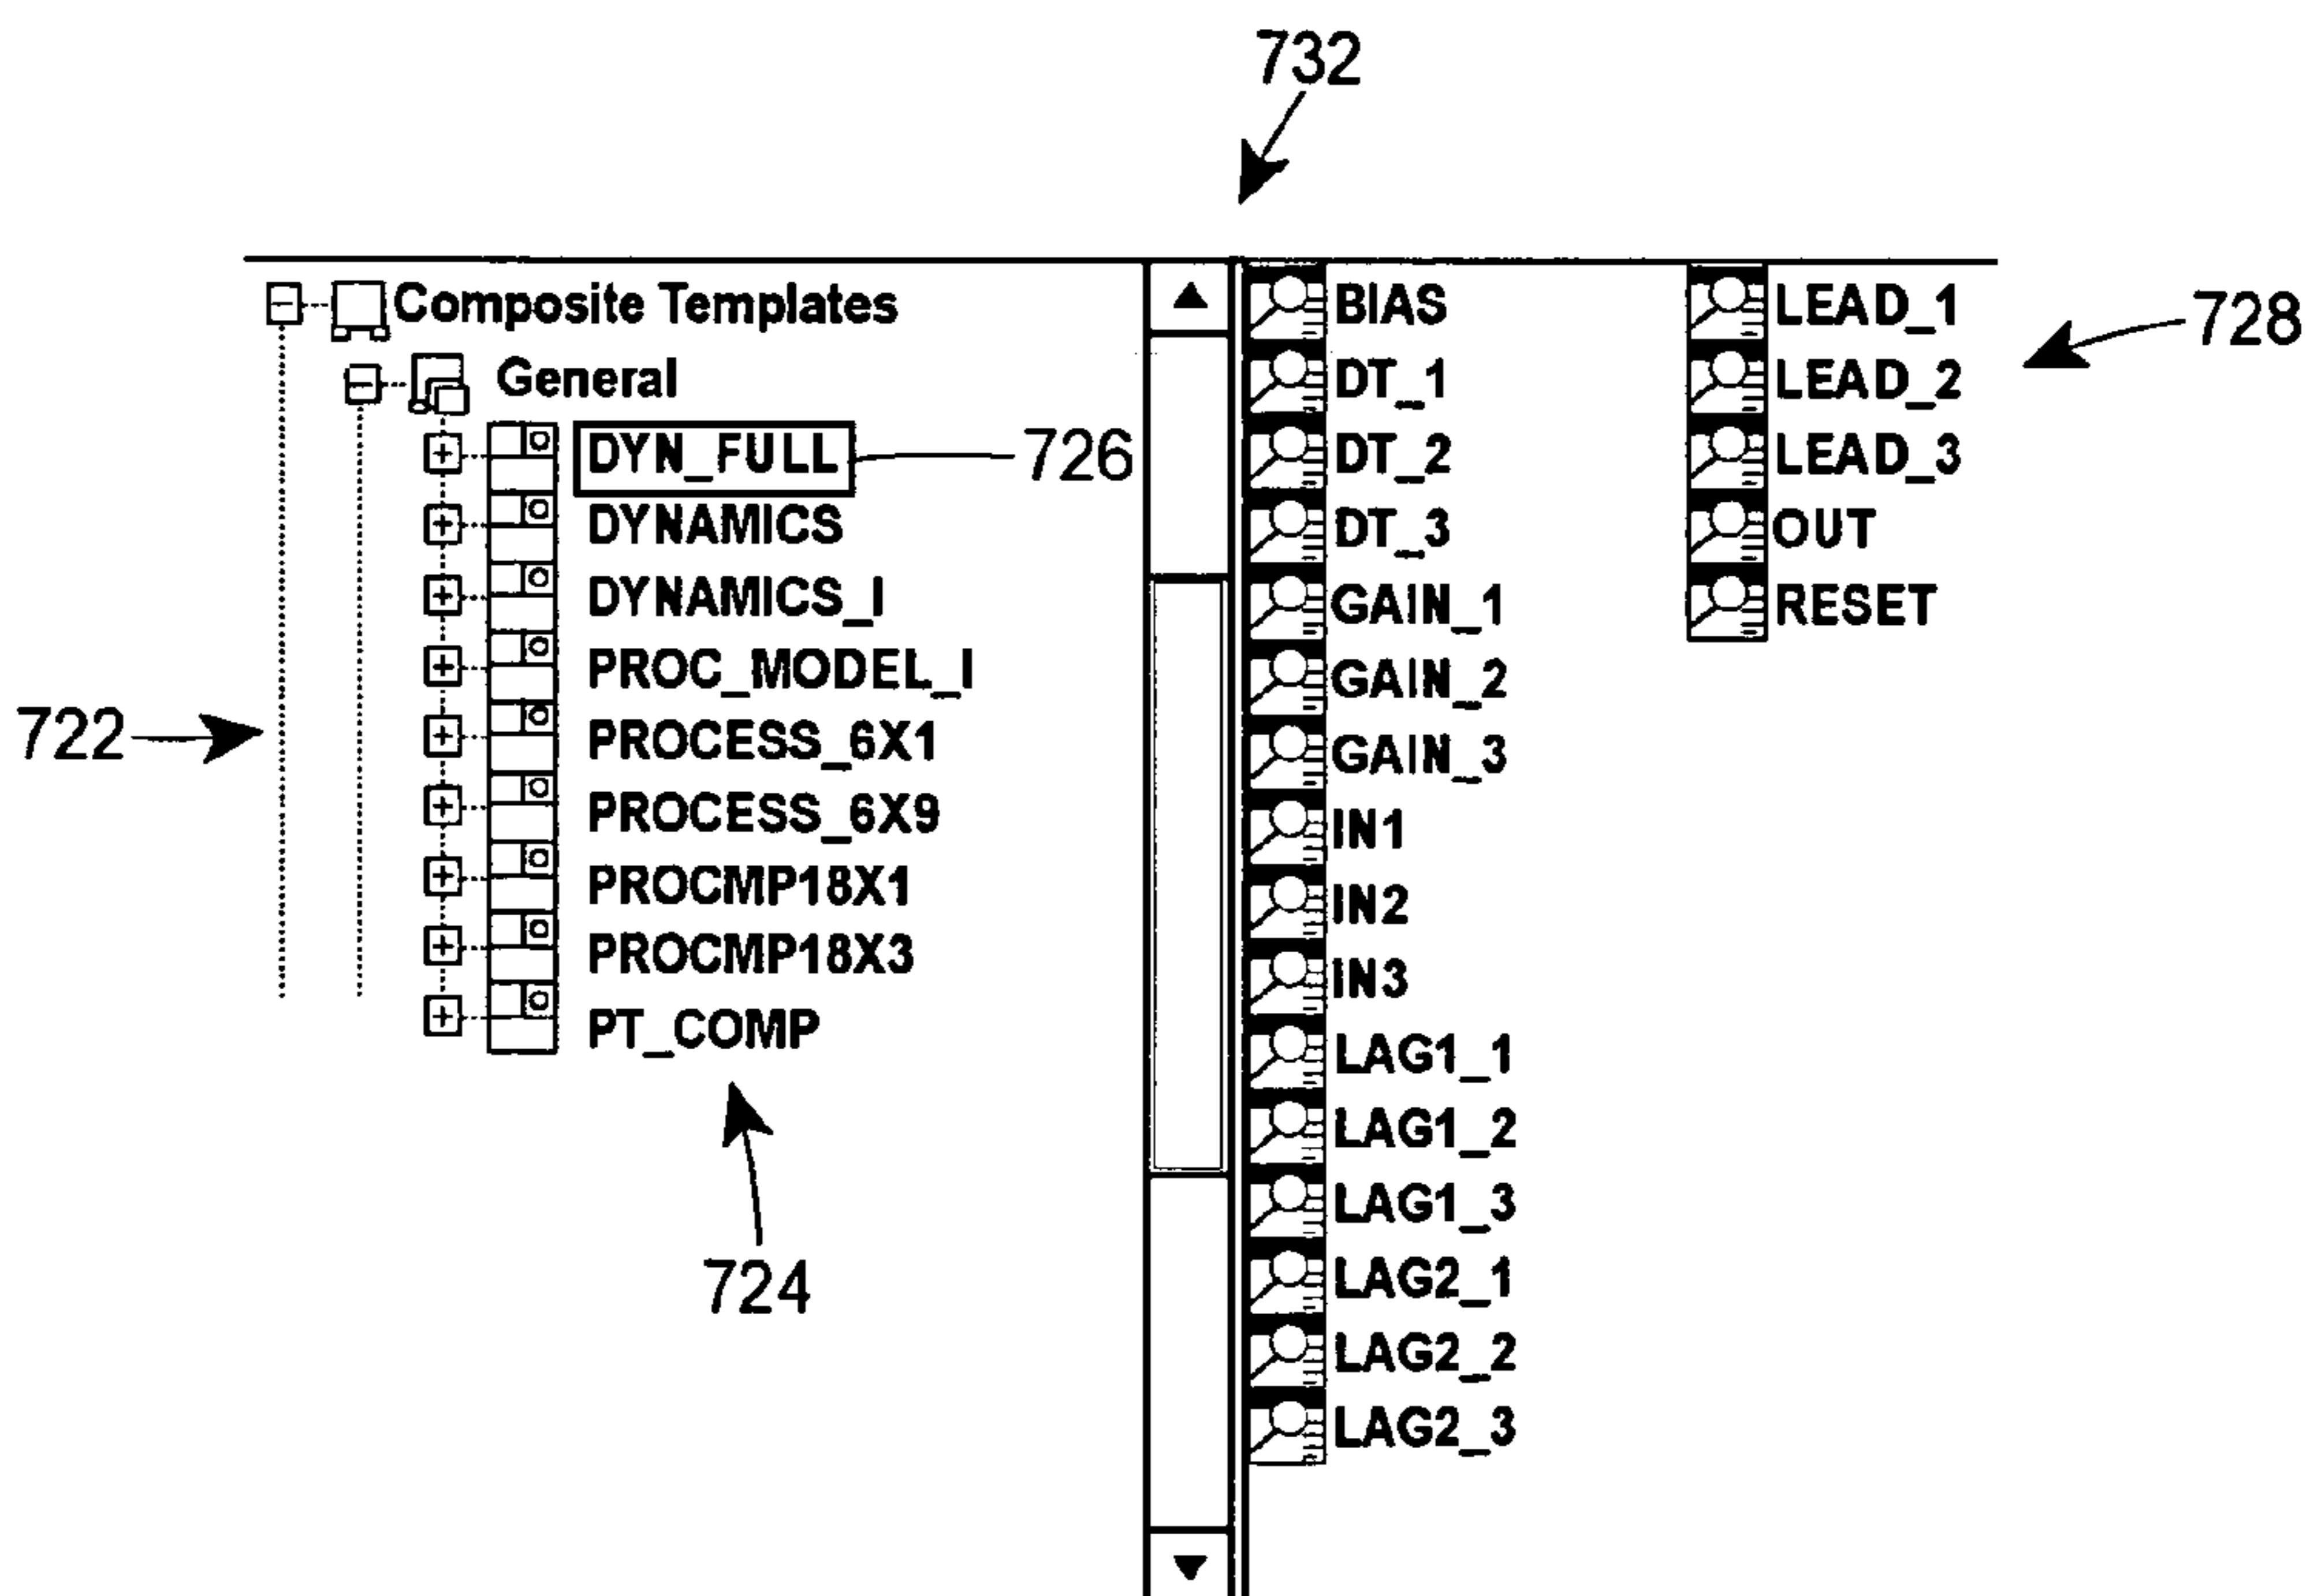 732
Composite Templates
General
DYN_FULL
726
DYNAMICS
DYNAMICS_I
PROC_MODEL_I
722
PROCESS_6X1
PROCESS_6X9
PROCMP18X1
PROCMP18X3
PT_COMP
724
BIAS
DT_1
DT_2
DT_3
GAIN_1
GAIN_2
GAIN_3
IN1
IN2
IN3
LAG1_1
LAG1_2
LAG1_3
LAG2_1
LAG2_2
LAG2_3
LEAD_1
728
LEAD_2
LEAD_3
OUT
RESET